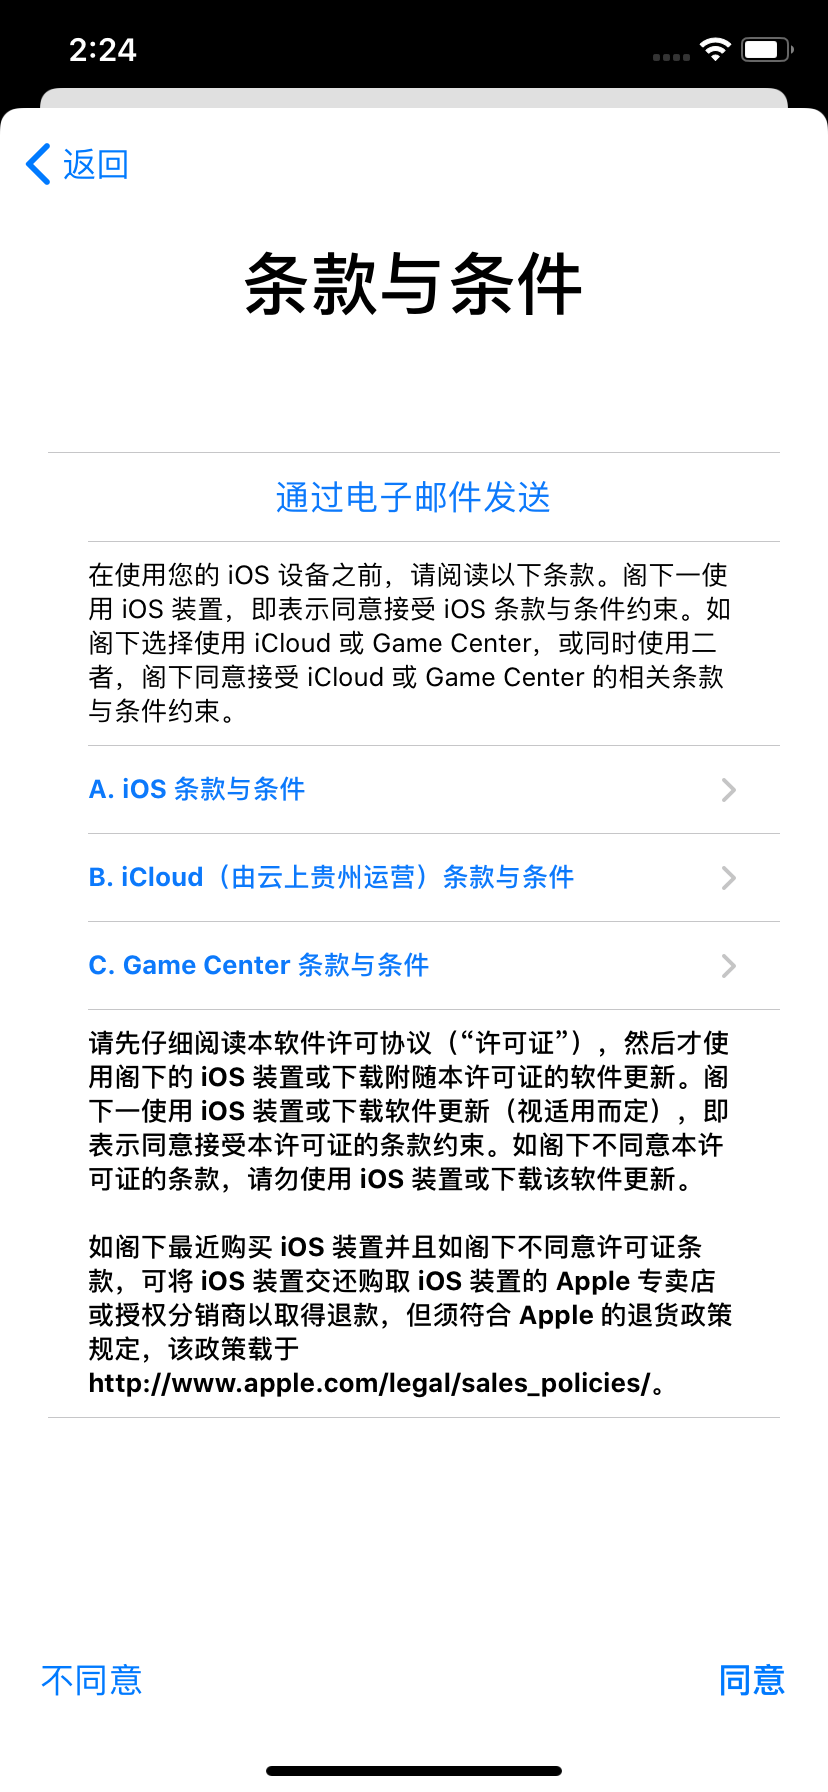 2:24
返回
条款与条件
通过电子邮件发送
在使用您的 iOS 设备之前，请阅读以下条款。阁下一使
用 iOS 装置，即表示同意接受 iOS 条款与条件约束。如
阁下选择使用 iCloud 或 Game Center，或同时使用二
者，阁下同意接受 iCloud 或 Game Center 的相关条款
与条件约束。
A. iOS 条款与条件
B. iCloud（由云上贵州运营）条款与条件
C. Game Center 条款与条件
请先仔细阅读本软件许可协议（“许可证”），然后才使
用阁下的 iOS 装置或下载附随本许可证的软件更新。阁
下一使用 iOS 装置或下载软件更新（视适用而定），即
表示同意接受本许可证的条款约束。如阁下不同意本许
可证的条款，请勿使用 iOS 装置或下载该软件更新。
如阁下最近购买 iOS 装置并且如阁下不同意许可证条
款，可将 iOS 装置交还购取 iOS 装置的 Apple 专卖店
或授权分销商以取得退款，但须符合 Apple 的退货政策
规定，该政策载于
http://www.apple.com/legal/sales_policies/。
不同意
同意